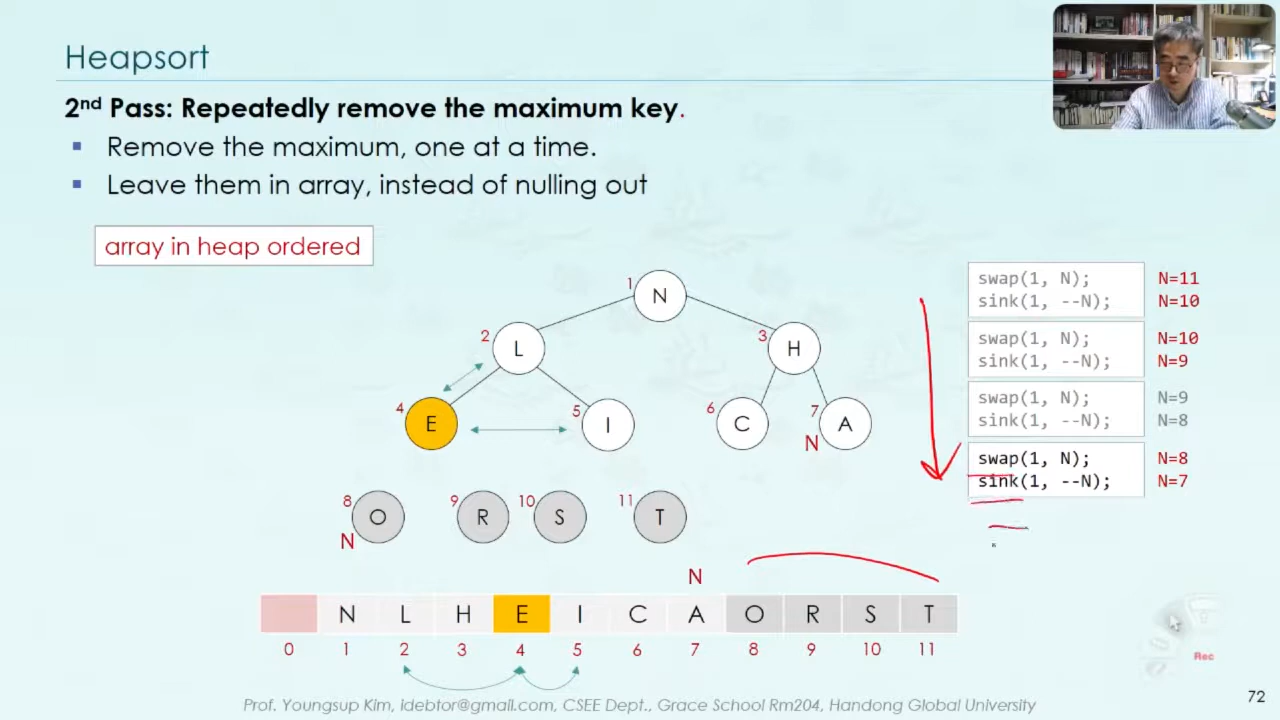 Heapsort
2nd Pass: Repeatedly remove the maximum key.
Remove the maximum, one at a time.
Leave them in array, instead of nulling out
array in heap ordered
1 N
2 L
3 H
4 E
5 I
6 C
7 A
N
8 O
9 R
10 S
11 T
N
swap(1, N); N=11
sink(1, --N); N=10
swap(1, N); N=10
sink(1, --N); N=9
swap(1, N); N=9
sink(1, --N); N=8
swap(1, N); N=8
sink(1, --N); N=7
N
N L H E I C A O R S T
0 1 2 3 4 5 6 7 8 9 10 11
Rec
Prof. Youngsup Kim, idebtor@gmail.com, CSEE Dept., Grace School Rm204, Handong Global University
72